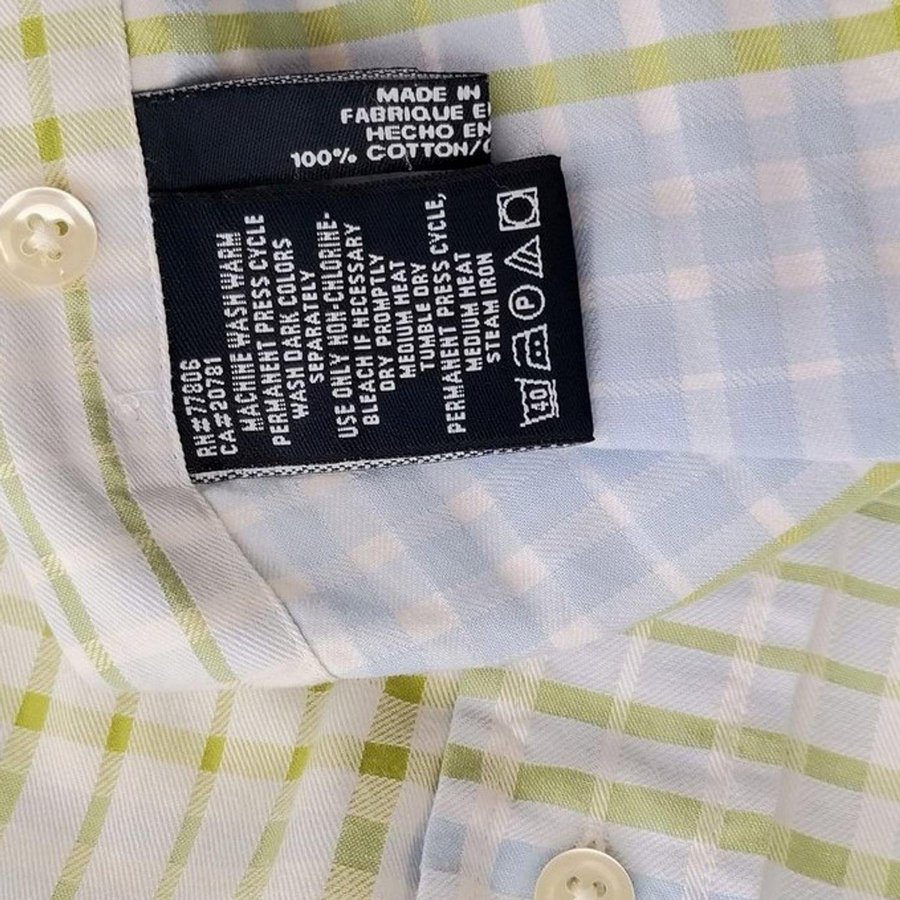 MADE IN
FABRIQUE E
HECHO EN
100% COTTON/
RN#77806
CA#20781
MACHINE WASH WARM
PERMANENT PRESS CYCLE
WASH DARK COLORS
SEPARATELY
USE ONLY NON-CHLORINE-
BLEACH IF NECESSARY
DRY PROMPTLY
MEDIUM HEAT
TUMBLE DRY
PERMANENT PRESS CYCLE,
MEDIUM HEAT
STEAM IRON
40 P